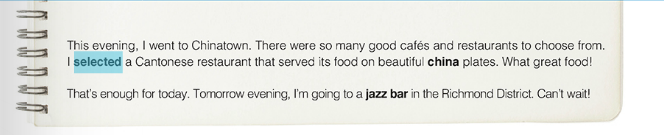 This evening, I went to Chinatown. There were so many good cafés and restaurants to choose from.
I selected a Cantonese restaurant that served its food on beautiful china plates. What great food!
That's enough for today. Tomorrow evening, I'm going to a jazz bar in the Richmond District. Can't wait!